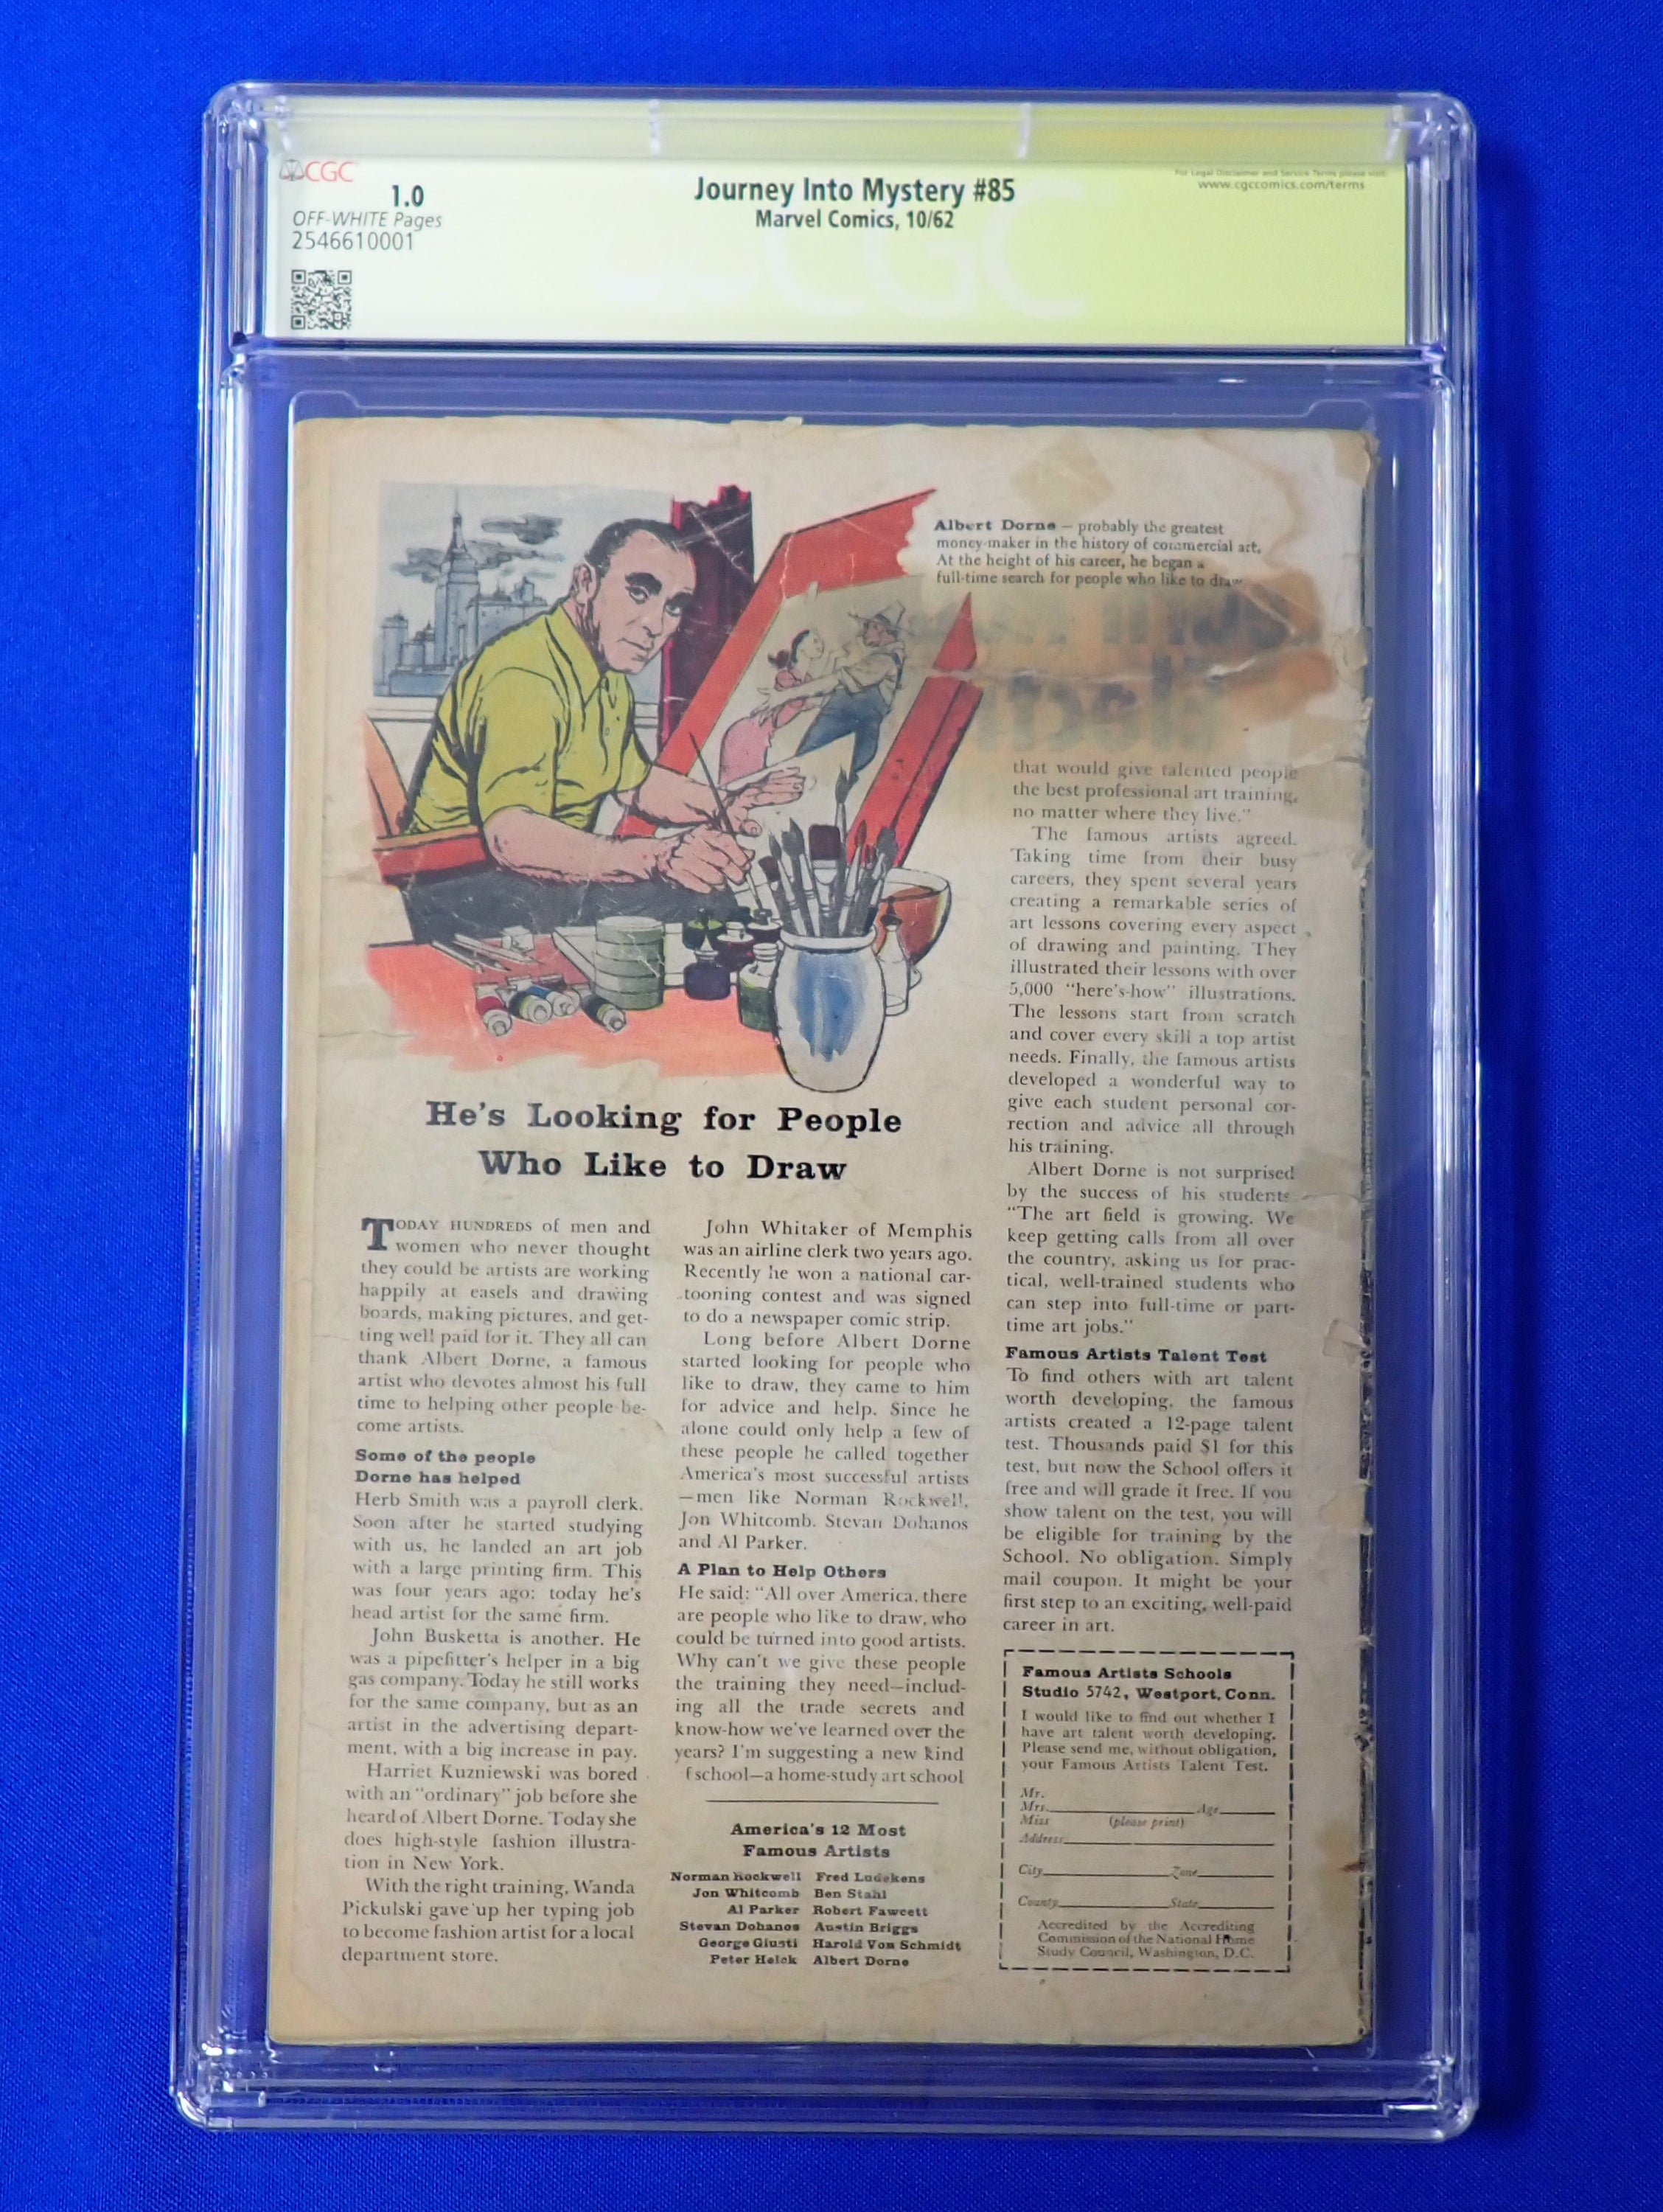 CGC
1.0
OFF-WHITE Pages
2546610001
Journey Into Mystery #85
Marvel Comics, 10/62
For Legal Disclaimer and Service Terms please visit:
www.cgccomics.com/terms
CGC
Albert Dorne — probably the greatest
money-maker in the history of commercial art.
At the height of his career, he began a
full-time search for people who like to draw
He's Looking for People
Who Like to Draw
TODAY HUNDREDS of men and
women who never thought
they could be artists are working
happily at easels and drawing
boards, making pictures, and get-
ting well paid for it. They all can
thank Albert Dorne, a famous
artist who devotes almost his full
time to helping other people be-
come artists.
Some of the people
Dorne has helped
Herb Smith was a payroll clerk.
Soon after he started studying
with us, he landed an art job
with a large printing firm. This
was four years ago; today he's
head artist for the same firm.
John Busketta is another. He
was a pipefitter's helper in a big
gas company. Today he still works
for the same company, but as an
artist in the advertising depart-
ment, with a big increase in pay.
Harriet Kuzniewski was bored
with an "ordinary" job before she
heard of Albert Dorne. Today she
does high-style fashion illustra-
tion in New York.
With the right training, Wanda
Pickulski gave up her typing job
to become fashion artist for a local
department store.
John Whitaker of Memphis
was an airline clerk two years ago.
Recently he won a national car-
tooning contest and was signed
to do a newspaper comic strip.
Long before Albert Dorne
started looking for people who
like to draw, they came to him
for advice and help. Since he
alone could only help a few of
these people he called together
America's most successful artists
—men like Norman Rockwell,
Jon Whitcomb, Stevan Dohanos
and Al Parker.
A Plan to Help Others
He said: "All over America, there
are people who like to draw, who
could be turned into good artists.
Why can't we give these people
the training they need—includ-
ing all the trade secrets and
know-how we've learned over the
years? I'm suggesting a new kind
f school—a home-study art school
America's 12 Most
Famous Artists
Norman Rockwell Fred Ludekens
Jon Whitcomb Ben Stahl
Al Parker Robert Fawcett
Stevan Dohanos Austin Briggs
George Giusti Harold Von Schmidt
Peter Helck Albert Dorne
that would give talented people
the best professional art training,
no matter where they live."
The famous artists agreed.
Taking time from their busy
careers, they spent several years
creating a remarkable series of
art lessons covering every aspect
of drawing and painting. They
illustrated their lessons with over
5,000 "here's-how" illustrations.
The lessons start from scratch
and cover every skill a top artist
needs. Finally, the famous artists
developed a wonderful way to
give each student personal cor-
rection and advice all through
his training.
Albert Dorne is not surprised
by the success of his students
"The art field is growing. We
keep getting calls from all over
the country, asking us for prac-
tical, well-trained students who
can step into full-time or part-
time art jobs."
Famous Artists Talent Test
To find others with art talent
worth developing, the famous
artists created a 12-page talent
test. Thousands paid $1 for this
test, but now the School offers it
free and will grade it free. If you
show talent on the test, you will
be eligible for training by the
School. No obligation. Simply
mail coupon. It might be your
first step to an exciting, well-paid
career in art.
Famous Artists Schools
Studio 5742, Westport, Conn.
I would like to find out whether I
have art talent worth developing.
Please send me, without obligation,
your Famous Artists Talent Test.
Mr.
Mrs. Age
Miss (please print)
Address
City Zone
County State
Accredited by the Accrediting
Commission of the National Home
Study Council, Washington, D.C.